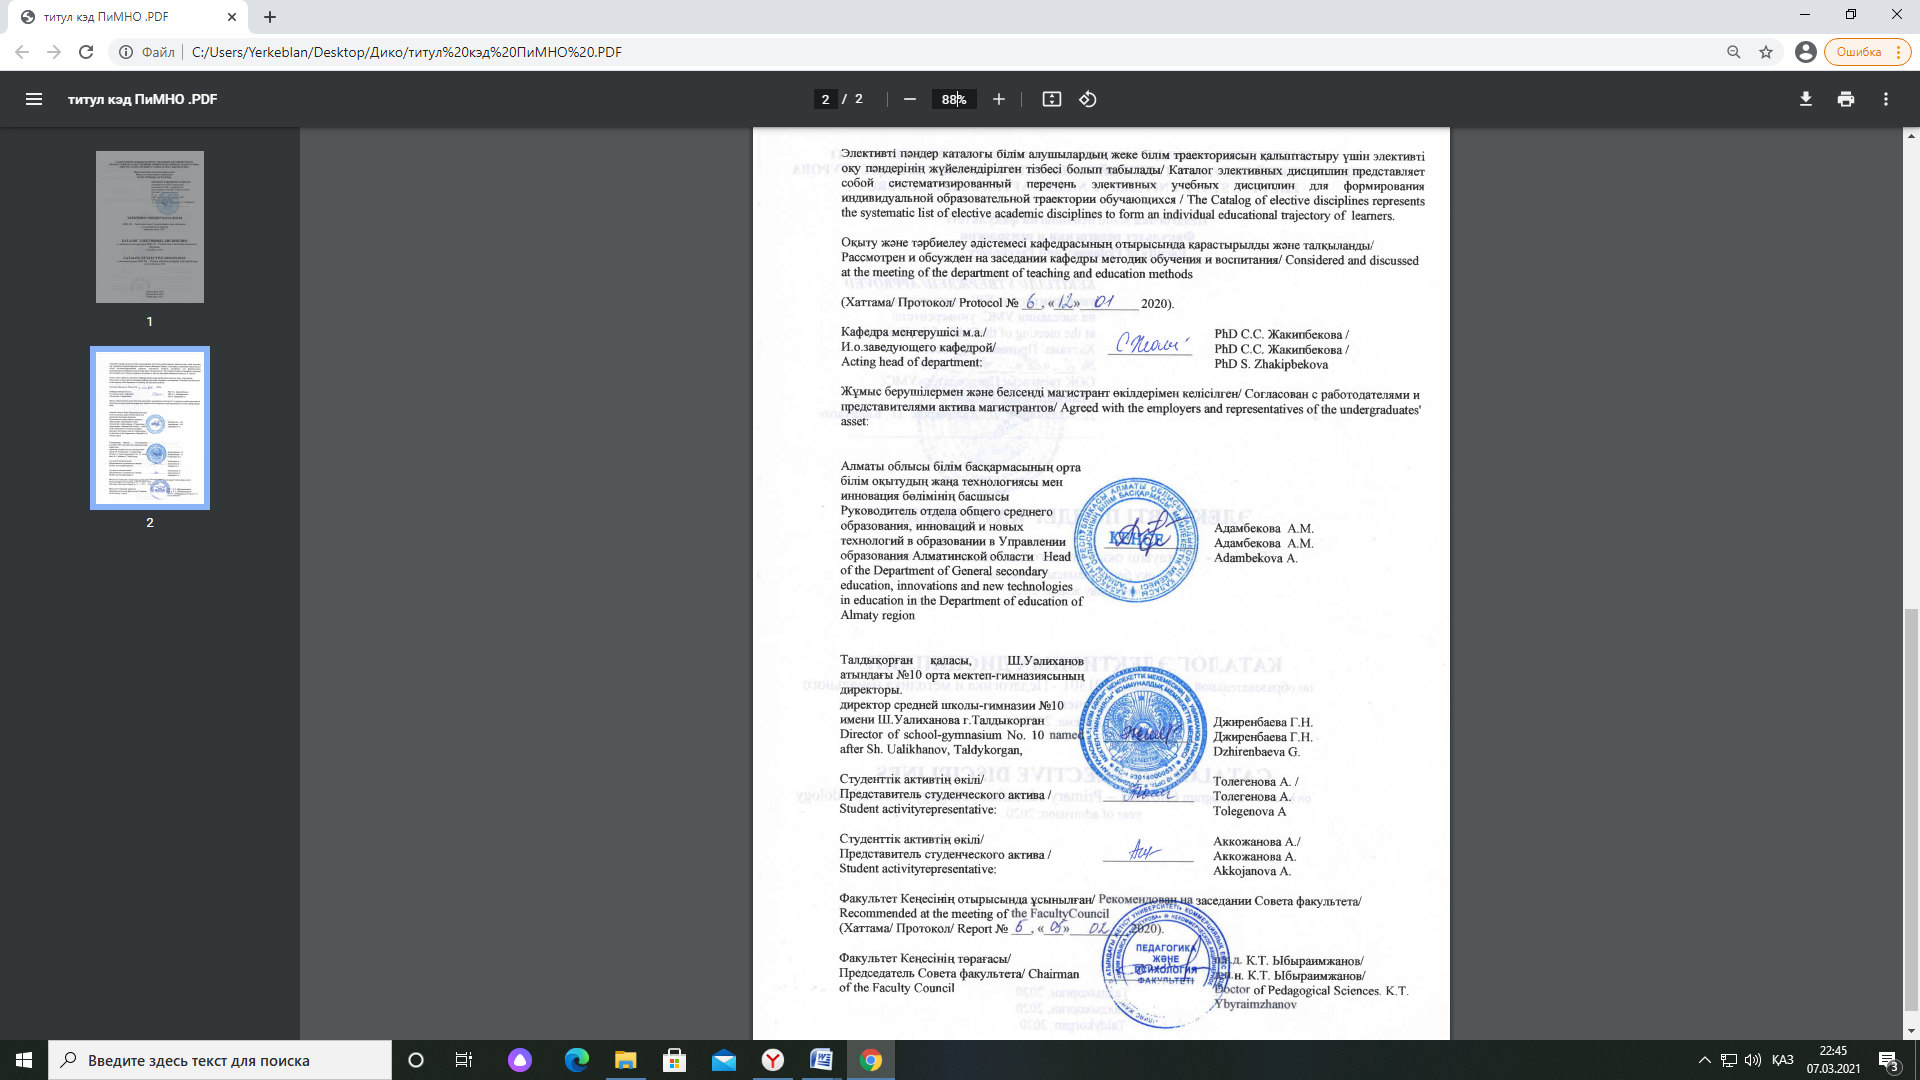 титул кэд ПиМНО .PDF
Файл C:/Users/Yerkeblan/Desktop/Дико/титул%20кэд%20ПиМНО%20.PDF
Ошибка
титул кэд ПиМНО .PDF
2 / 2
88%
1
2
Элективті пәндер каталогы білім алушылардың жеке білім траекториясын қалыптастыру үшін элективті
оқу пәндерінің жүйелендірілген тізбесі болып табылады/ Каталог элективных дисциплин представляет
собой систематизированный перечень элективных учебных дисциплин для формирования
индивидуальной образовательной траектории обучающихся / The Catalog of elective disciplines represents
the systematic list of elective academic disciplines to form an individual educational trajectory of learners.
Оқыту және тәрбиелеу әдістемесі кафедрасының отырысында қарастырылды және талқыланды/
Рассмотрен и обсужден на заседании кафедры методик обучения и воспитания/ Considered and discussed
at the meeting of the department of teaching and education methods
(Хаттама/ Протокол/ Protocol № 6, «12» 01 2020).
Кафедра меңгерушісі м.а./
И.о.заведующего кафедрой/
Acting head of department:
PhD С.С. Жакипбекова /
PhD С.С. Жакипбекова /
PhD S. Zhakipbekova
Жұмыс берушілермен және белсенді магистрант өкілдерімен келісілген/ Согласован с работодателями и
представителями актива магистрантов/ Agreed with the employers and representatives of the undergraduates'
asset:
Алматы облысы білім басқармасының орта
білім оқытудың жаңа технологиясы мен
инновация бөлімінің басшысы
Руководитель отдела общего среднего
образования, инноваций и новых
технологий в образовании в Управлении
образования Алматинской области Head
of the Department of General secondary
education, innovations and new technologies
in education in the Department of education of
Almaty region
КЕҢСЕ
Адамбекова А.М.
Адамбекова А.М.
Adambekova A.
Талдықорған қаласы, Ш.Уәлиханов
атындағы №10 орта мектеп-гимназиясының
директоры.
директор средней школы-гимназии №10
имени Ш.Уалиханова г.Талдыкорган
Director of school-gymnasium No. 10 named
after Sh. Ualikhanov, Taldykorgan,
Джиренбаева Г.Н.
Джиренбаева Г.Н.
Dzhirenbaeva G.
Студенттік активтің өкілі/
Представитель студенческого актива /
Student activityrepresentative:
Толегенова А. /
Толегенова А.
Tolegenova A
Студенттік активтің өкілі/
Представитель студенческого актива /
Student activityrepresentative:
Аккожанова А./
Аккожанова А.
Akkojanova A.
Факультет Кеңесінің отырысында ұсынылған/ Рекомендован на заседании Совета факультета/
Recommended at the meeting of the FacultyCouncil
(Хаттама/ Протокол/ Report № 6, «05» 02 2020).
Факультет Кеңесінің төрағасы/
Председатель Совета факультета/ Chairman
of the Faculty Council
ПЕДАГОГИКА
ЖӘНЕ
ПСИХОЛОГИЯ
ФАКУЛЬТЕТІ
К.Т. Ыбыраимжанов/
К.Т. Ыбыраимжанов/
Doctor of Pedagogical Sciences. K.T.
Ybyraimzhanov
Введите здесь текст для поиска
ҚАЗ
22:45
07.03.2021
3